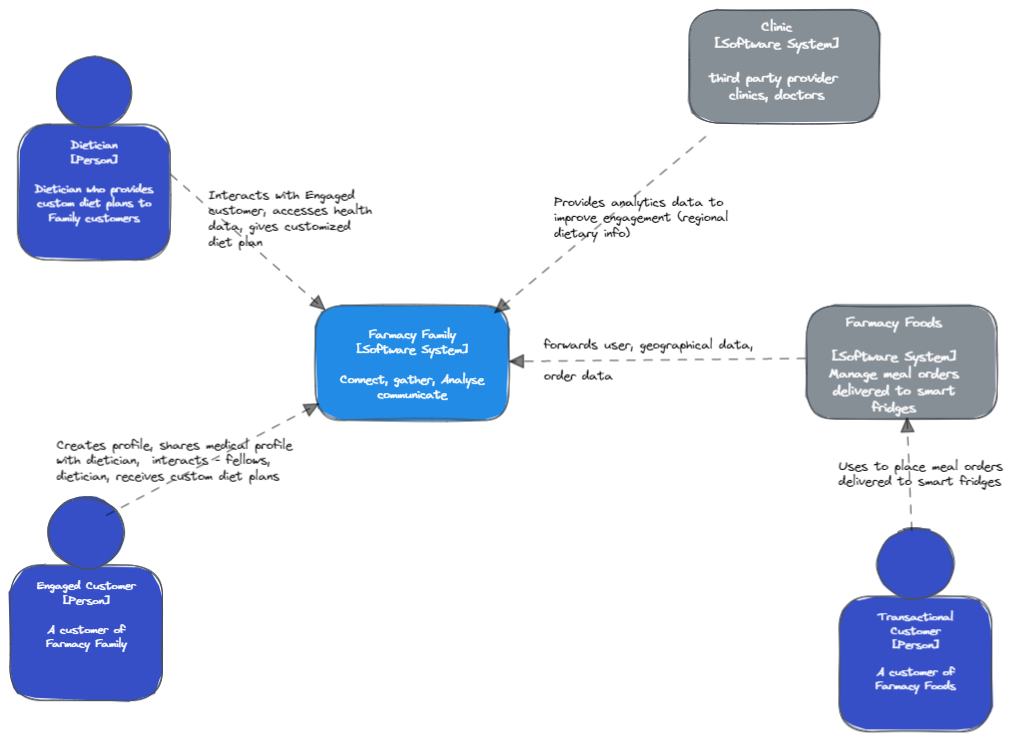 Clinic
[Software System]
third party provider
clinics, doctors
Dietician
[Person]
Dietician who provides
custom diet plans to
Family customers
Interacts with Engaged
customer, accesses health
data, gives customized
diet plan
Provides analytics data to
improve engagement (regional
dietary info)
Farmacy Family
[Software System]
Connect, gather, Analyse
communicate
forwards user, geographical data,
order data
Farmacy Foods
[Software System]
Manage meal orders
delivered to smart
fridges
Creates profile, shares medical profile
with dietician, interacts - fellows,
dietician, receives custom diet plans
Uses to place meal orders
delivered to smart fridges
Engaged Customer
[Person]
A customer of
Farmacy Family
Transactional
Customer
[Person]
A customer of
Farmacy Foods